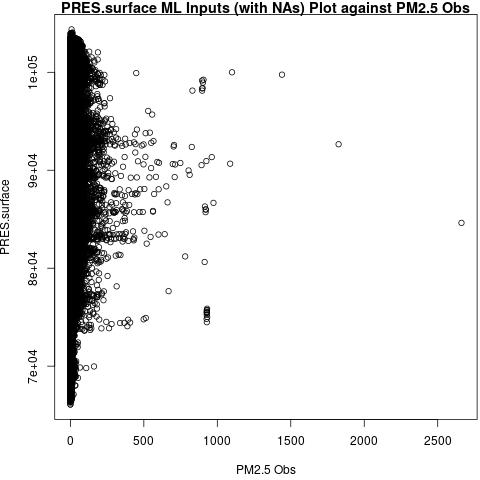 PRES.surface ML Inputs (with NAs) Plot against PM2.5 Obs
1e+05
9e+04
8e+04
7e+04
PRES.surface
0 500 1000 1500 2000 2500
PM2.5 Obs